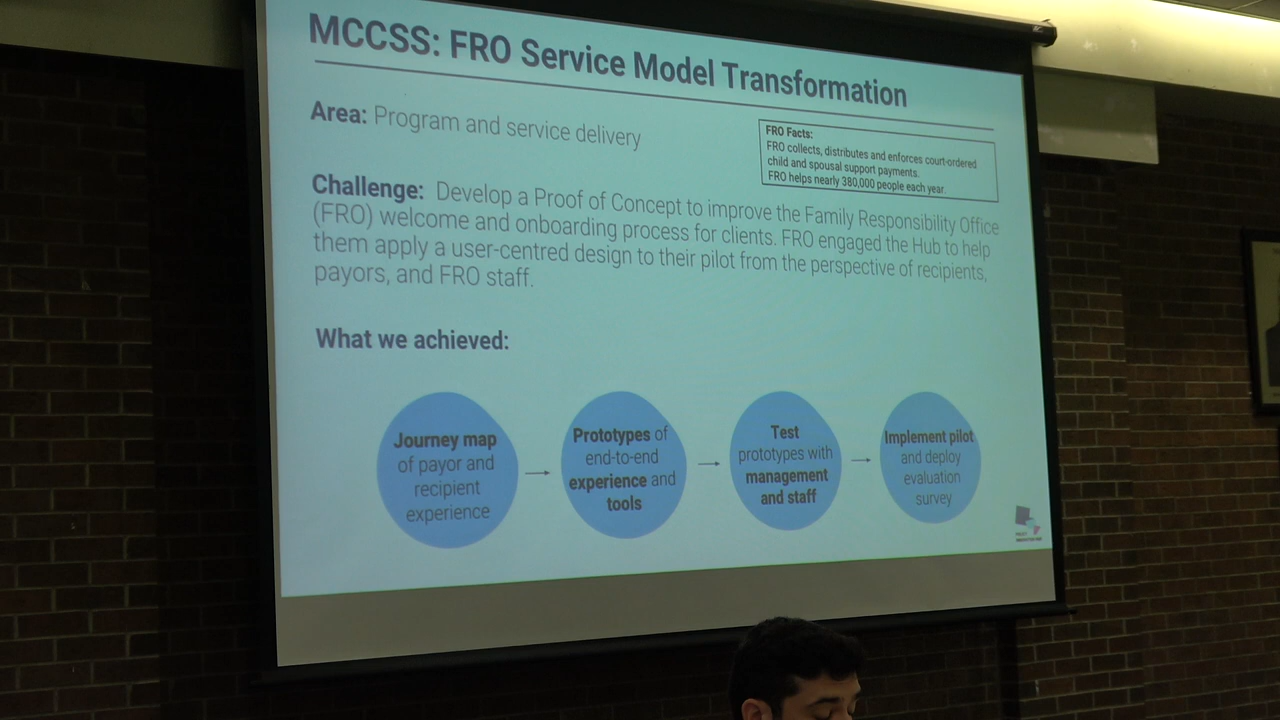 MCCSS: FRO Service Model Transformation
Area: Program and service delivery
FRO Facts:
FRO collects, distributes and enforces court-ordered
child and spousal support payments.
FRO helps nearly 380,000 people each year.
Challenge: Develop a Proof of Concept to improve the Family Responsibility Office
(FRO) welcome and onboarding process for clients. FRO engaged the Hub to help
them apply a user-centred design to their pilot from the perspective of recipients,
payors, and FRO staff.
What we achieved:
Journey map
of payor and
recipient
experience
Prototypes of
end-to-end
experience and
tools
Test
prototypes with
management
and staff
Implement pilot
and deploy
evaluation
survey